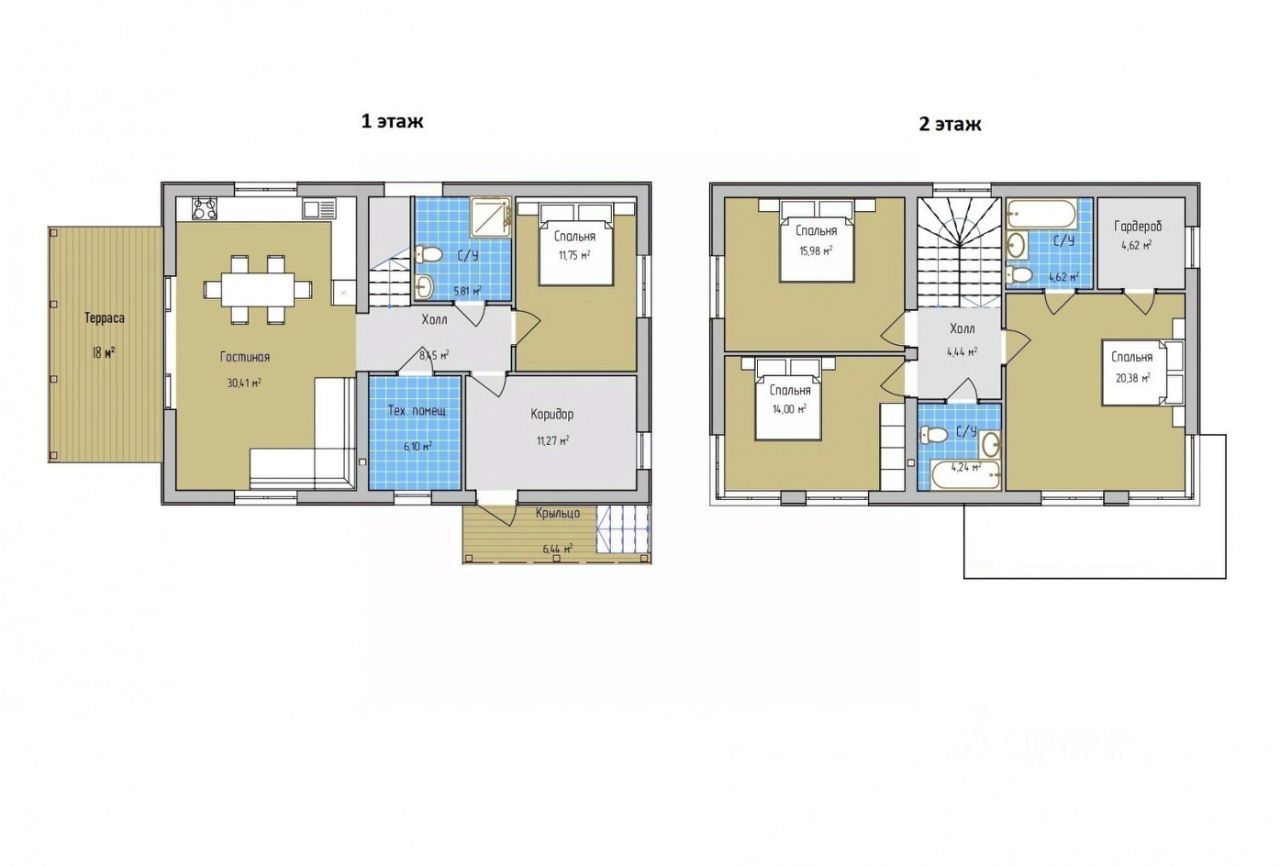 1 этаж
2 этаж
Терраса
18 м²
Гостиная
30,41 м²
С/У
5.81 м²
Спальня
11,75 м²
Холл
8,45 м²
Тех. помещ
6,10 м²
Коридор
11,27 м²
Крыльцо
6,44 м²
Спальня
15,98 м²
С/У
4,62 м²
Гардероб
4,62 м²
Холл
4,44 м²
Спальня
14,00 м²
Спальня
20,38 м²
С/У
4,24 м²
циан